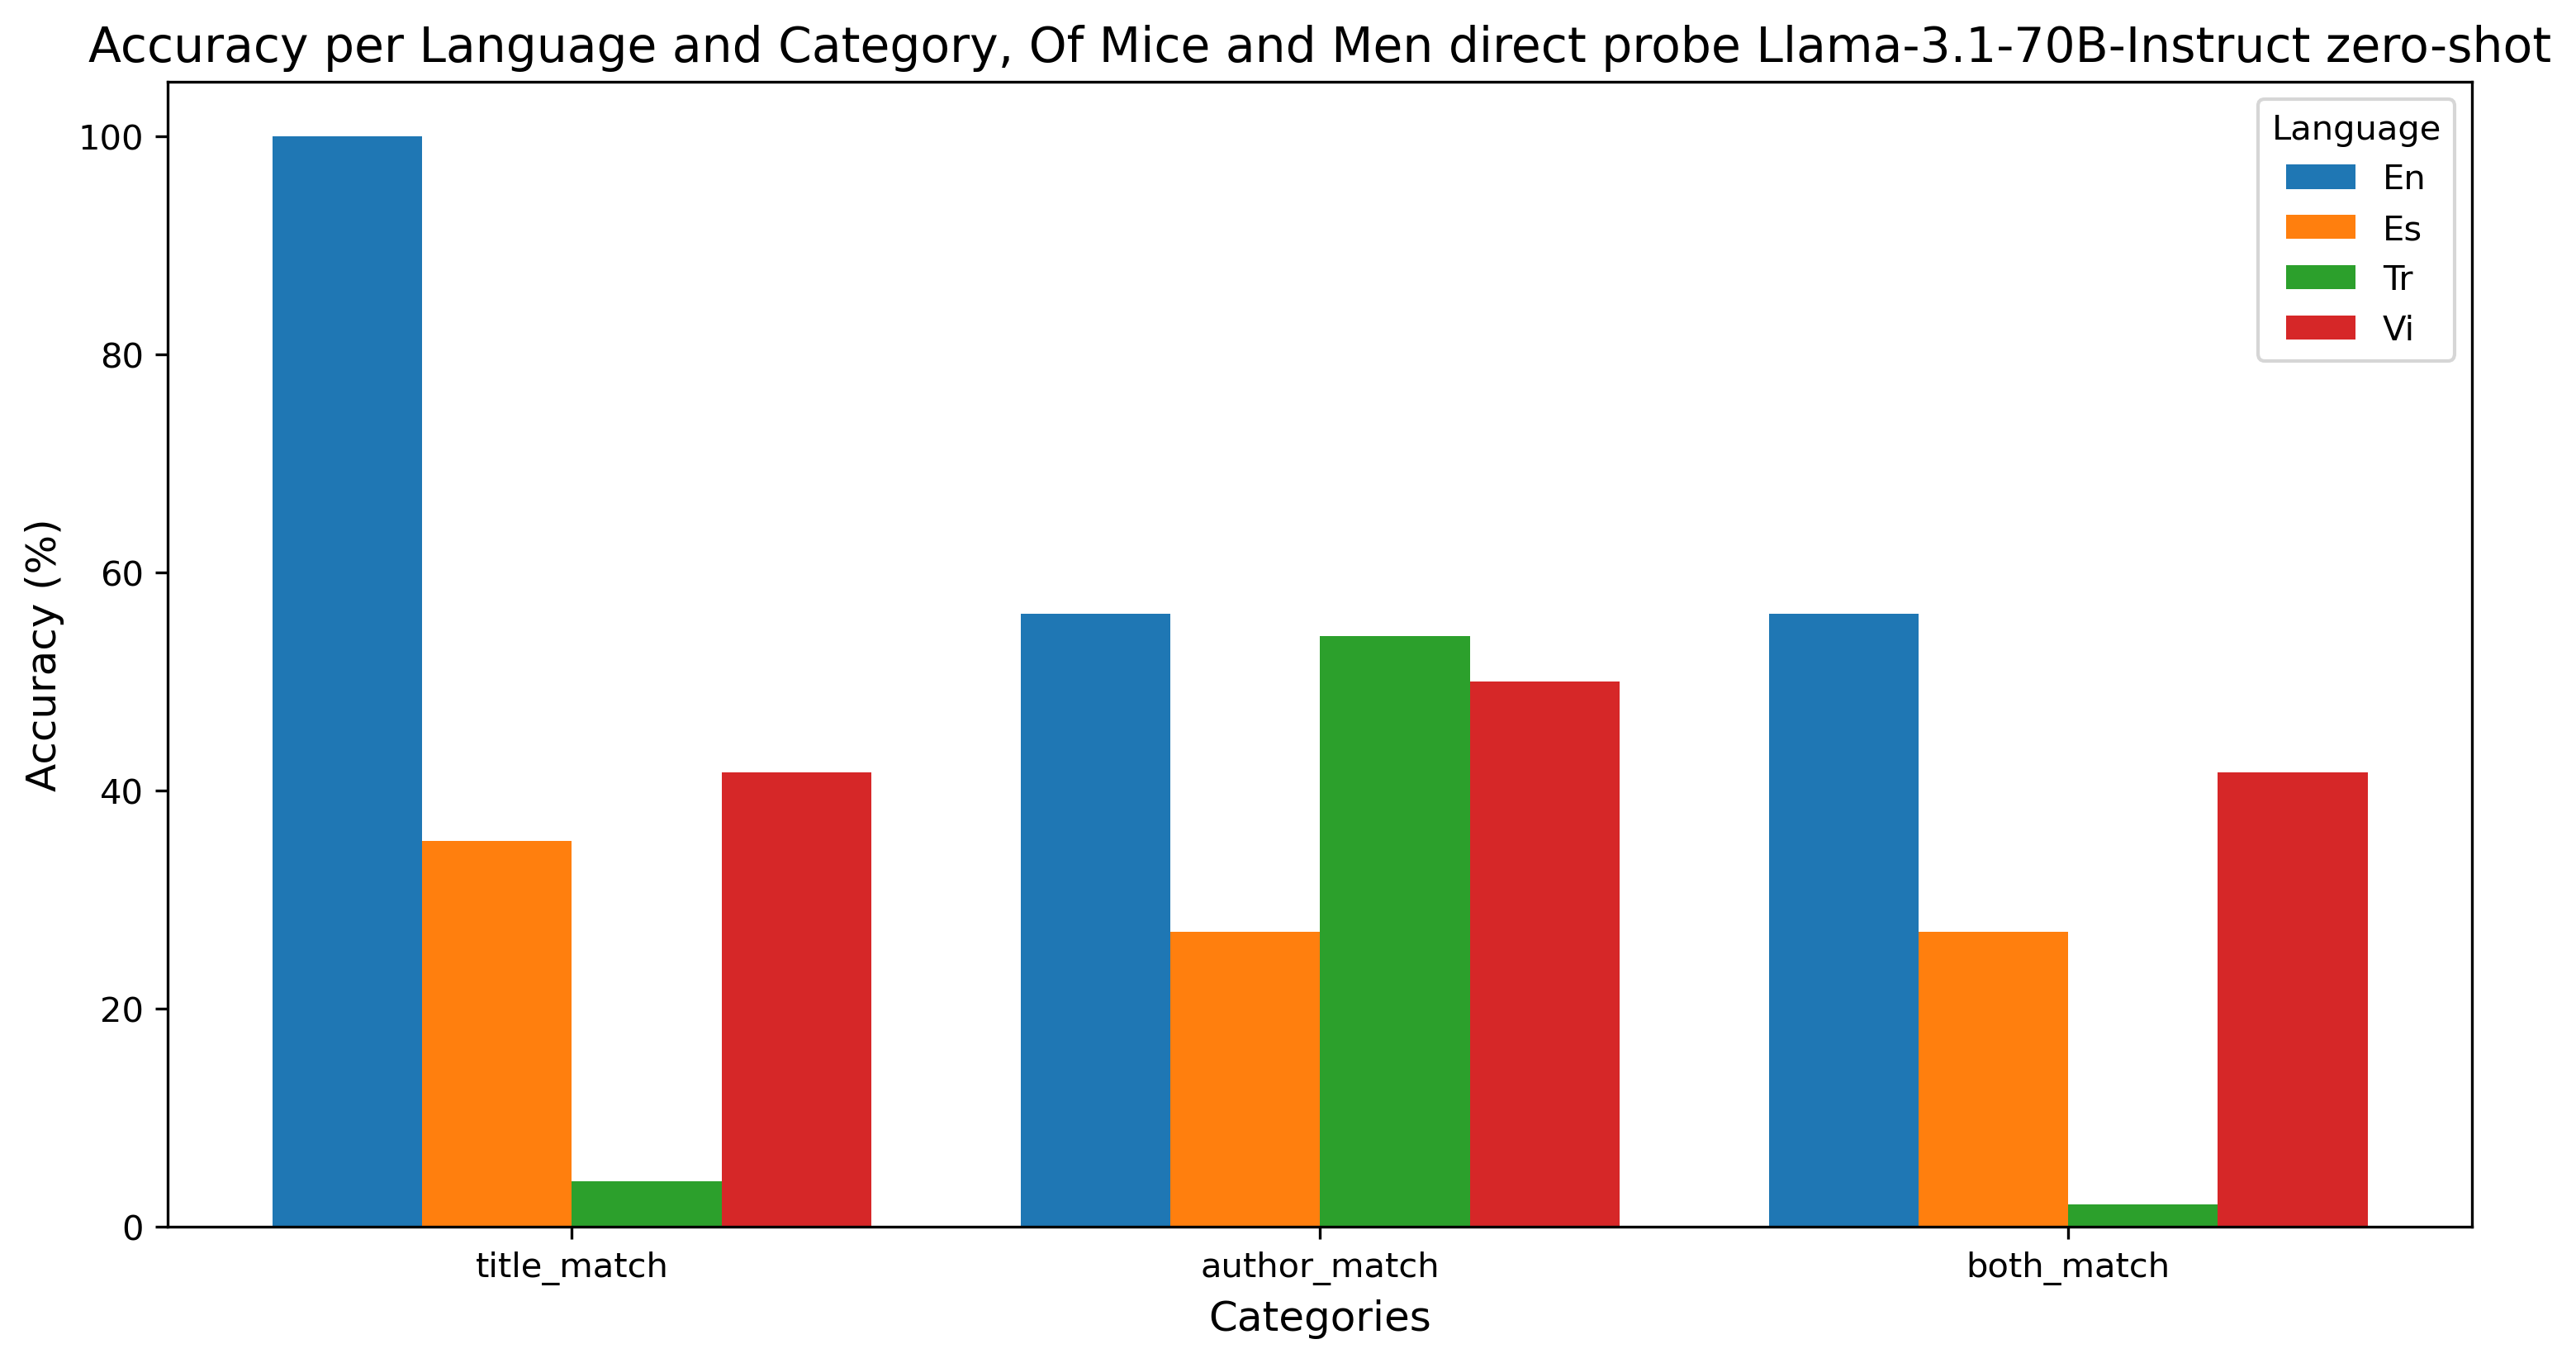 Accuracy per Language and Category, Of Mice and Men direct probe Llama-3.1-70B-Instruct zero-shot
Language
En
Es
Tr
Vi
Accuracy (%)
100
80
60
40
20
0
title_match
author_match
both_match
Categories